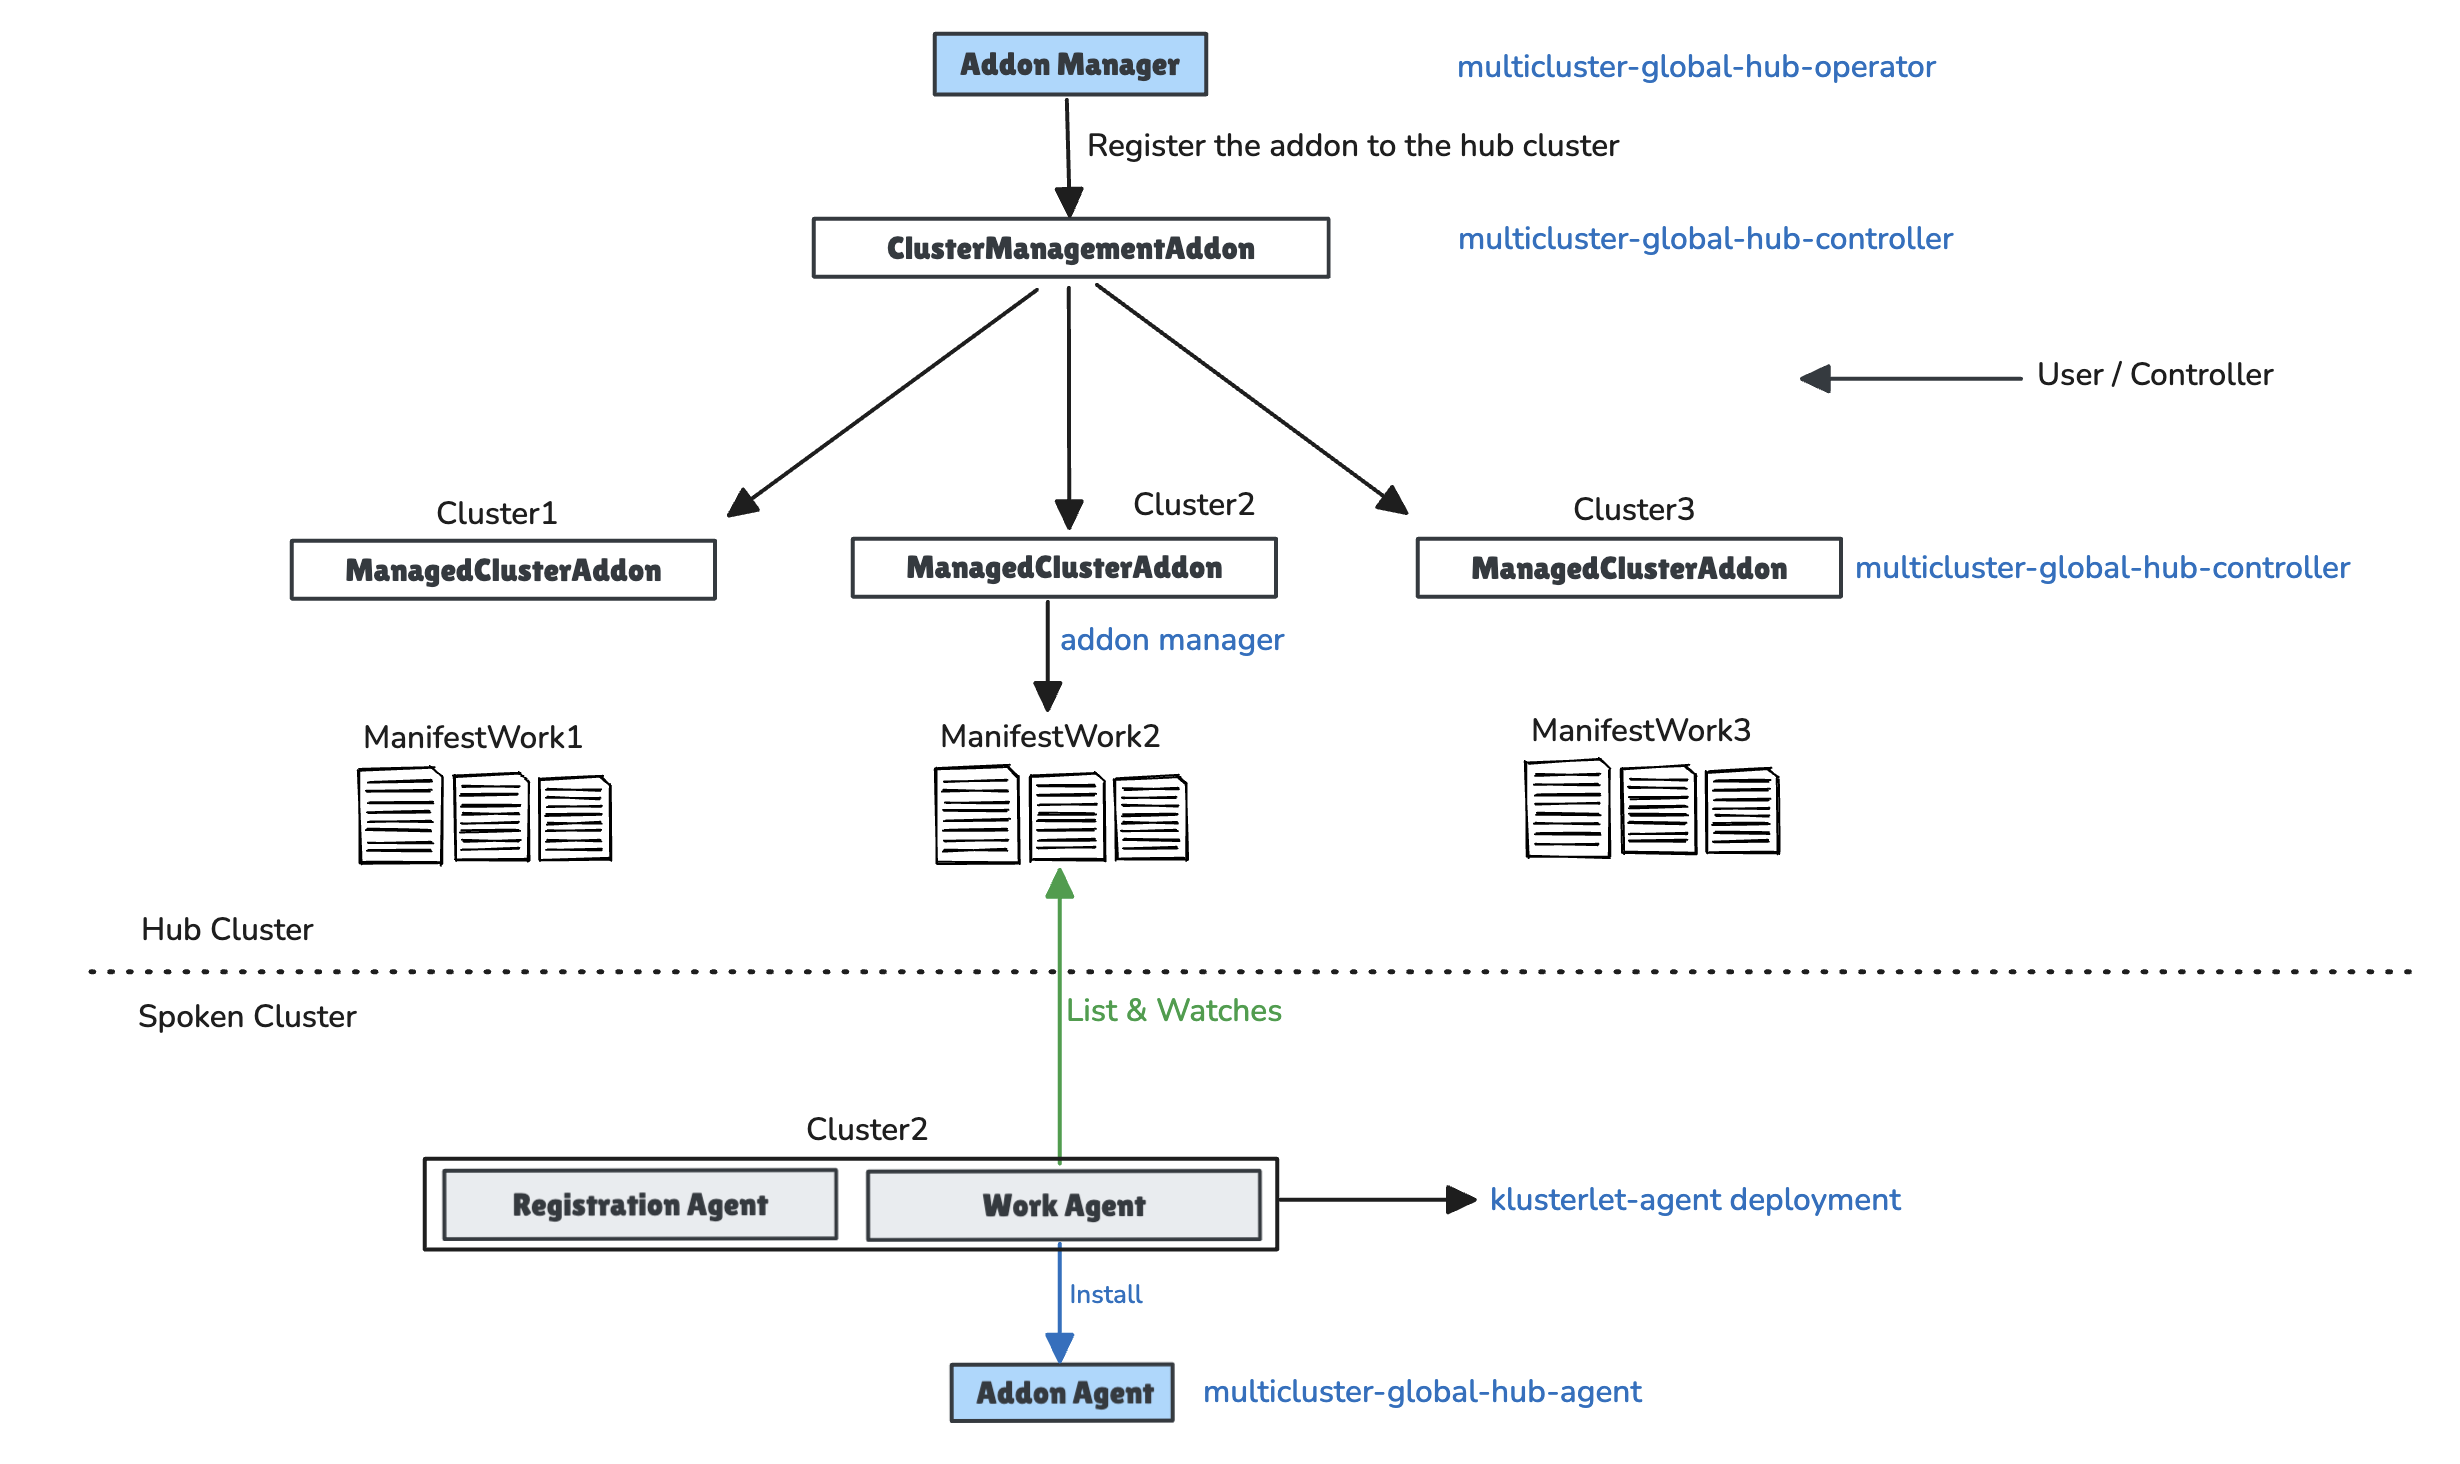 Addon Manager
multicluster-global-hub-operator
Register the addon to the hub cluster
ClusterManagementAddon
multicluster-global-hub-controller
User / Controller
Cluster1
Cluster2
Cluster3
ManagedClusterAddon
ManagedClusterAddon
ManagedClusterAddon
multicluster-global-hub-controller
addon manager
ManifestWork1
ManifestWork2
ManifestWork3
Hub Cluster
Spoken Cluster
List & Watches
Cluster2
Registration Agent
Work Agent
klusterlet-agent deployment
Install
Addon Agent
multicluster-global-hub-agent